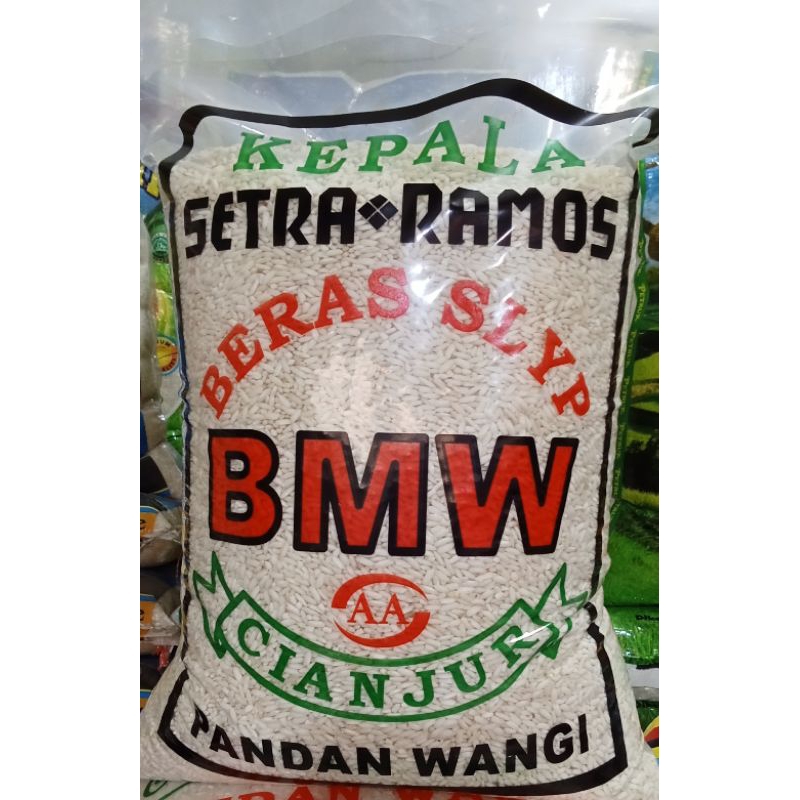 KEPALA
SETRA RAMOS
BERAS SLYP
BMW
AA
CIANJUR
PANDAN WANGI